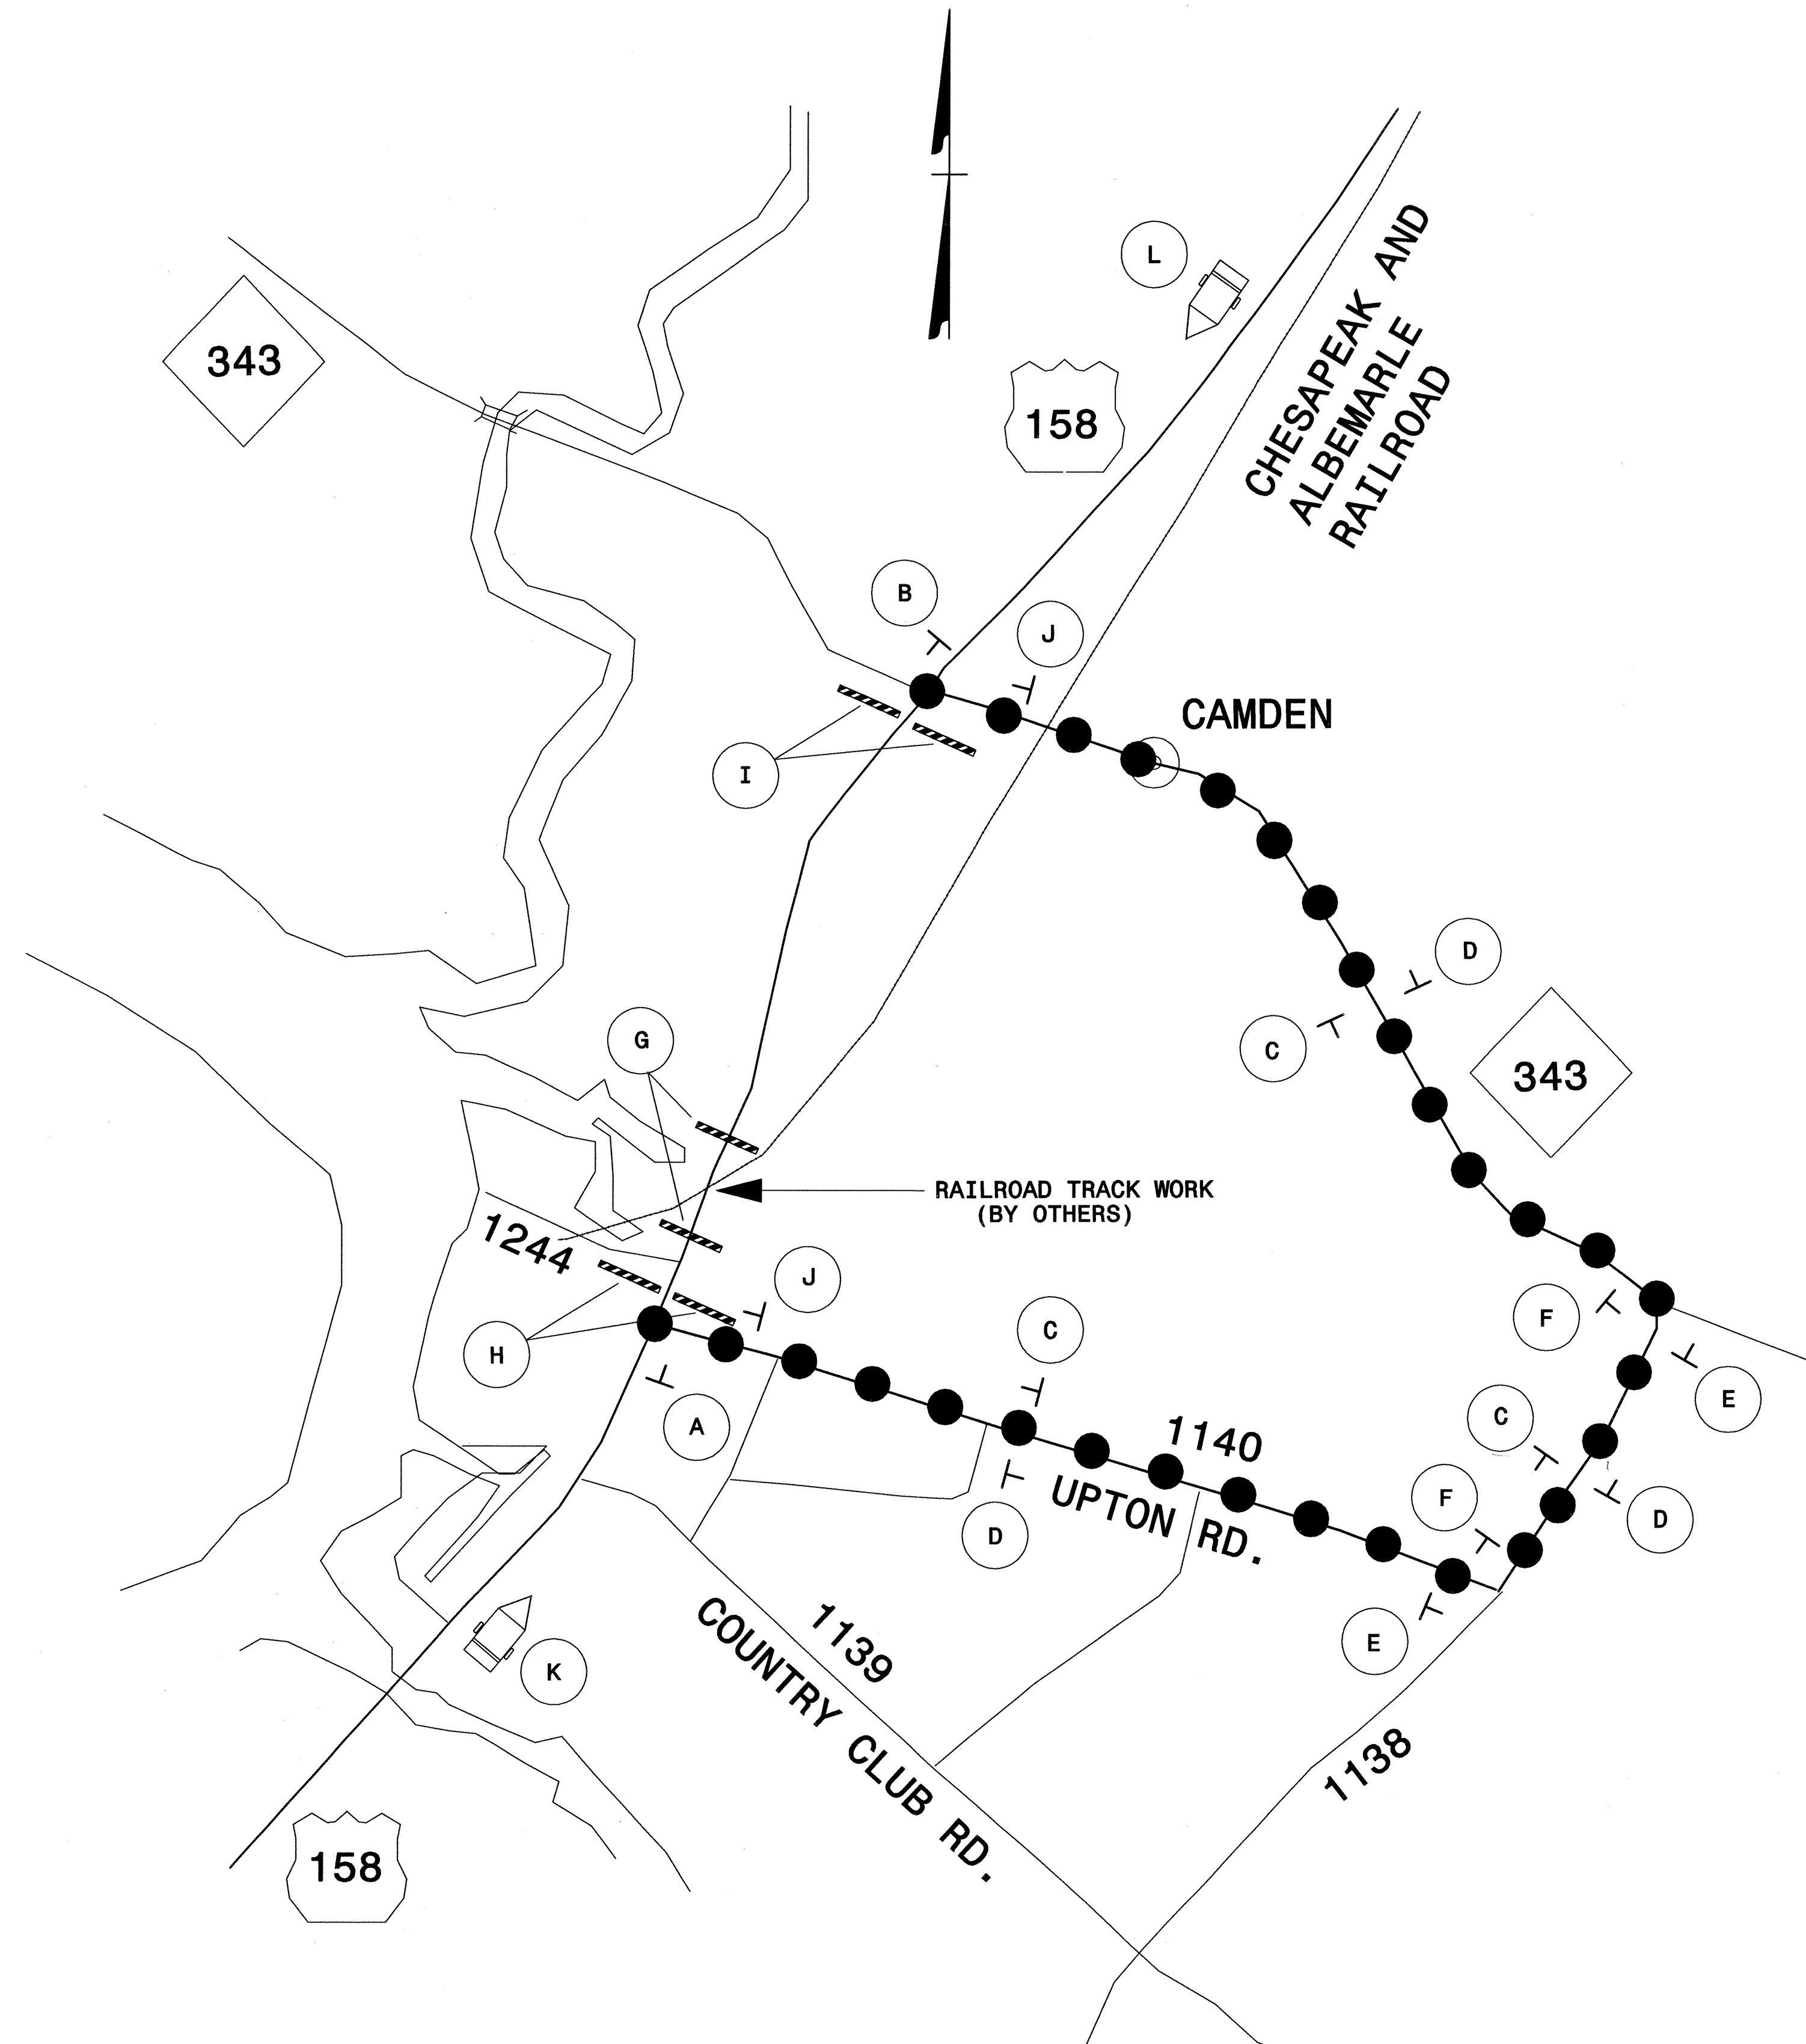 L
343
CHESAPEAK AND
ALBEMARLE
RAILROAD
158
B
J
CAMDEN
I
D
C
G
343
RAILROAD TRACK WORK
(BY OTHERS)
1244
J
F
C
H
E
A
C
1140
UPTON RD.
F
D
D
E
1139
COUNTRY CLUB RD.
K
1138
158